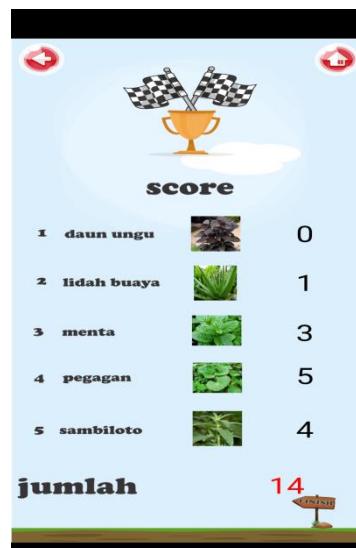 score
1 daun ungu 0
2 lidah buaya 1
3 menta 3
4 pegagan 5
5 sambiloto 4
jumlah 14
FINISH